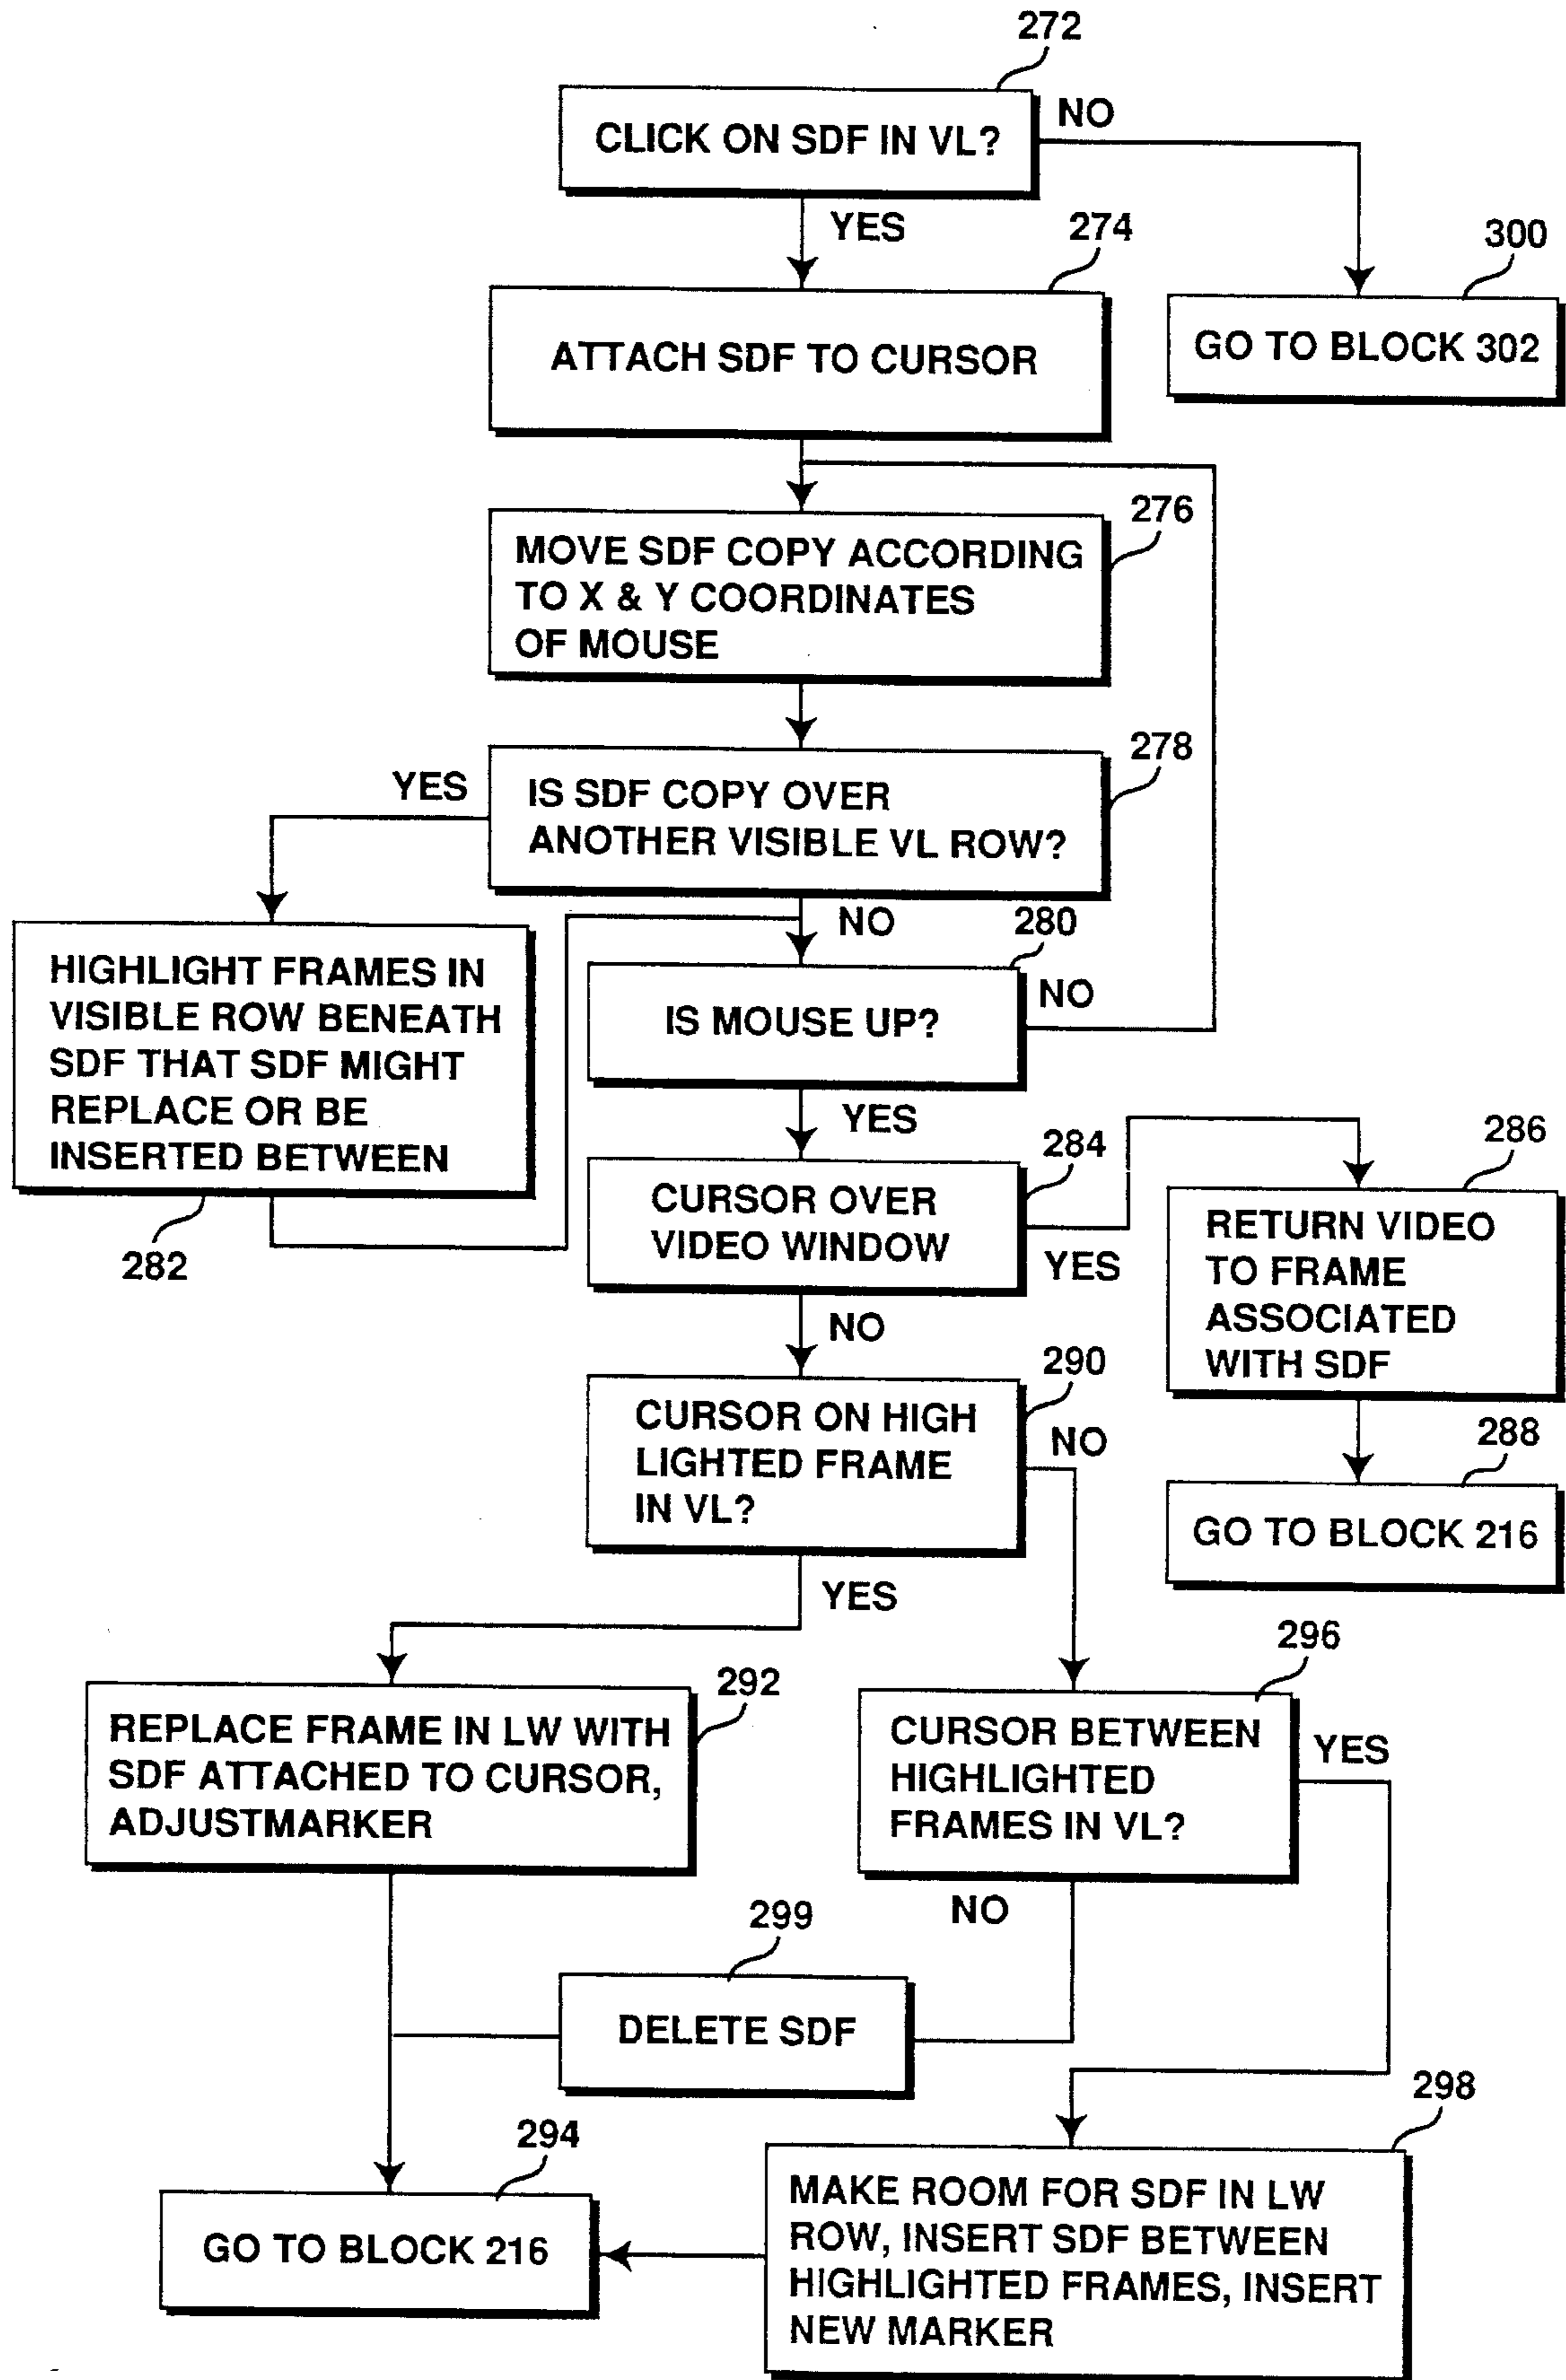 272
CLICK ON SDF IN VL?
NO
YES
274
300
ATTACH SDF TO CURSOR
GO TO BLOCK 302
276
MOVE SDF COPY ACCORDING
TO X & Y COORDINATES
OF MOUSE
278
YES
IS SDF COPY OVER
ANOTHER VISIBLE VL ROW?
NO
280
HIGHLIGHT FRAMES IN
VISIBLE ROW BENEATH
SDF THAT SDF MIGHT
REPLACE OR BE
INSERTED BETWEEN
282
IS MOUSE UP?
NO
YES
284
CURSOR OVER
VIDEO WINDOW
YES
286
RETURN VIDEO
TO FRAME
ASSOCIATED
WITH SDF
NO
290
CURSOR ON HIGH
LIGHTED FRAME
IN VL?
NO
288
GO TO BLOCK 216
YES
292
REPLACE FRAME IN LW WITH
SDF ATTACHED TO CURSOR,
ADJUSTMARKER
296
CURSOR BETWEEN
HIGHLIGHTED
FRAMES IN VL?
YES
NO
299
DELETE SDF
294
GO TO BLOCK 216
298
MAKE ROOM FOR SDF IN LW
ROW, INSERT SDF BETWEEN
HIGHLIGHTED FRAMES, INSERT
NEW MARKER